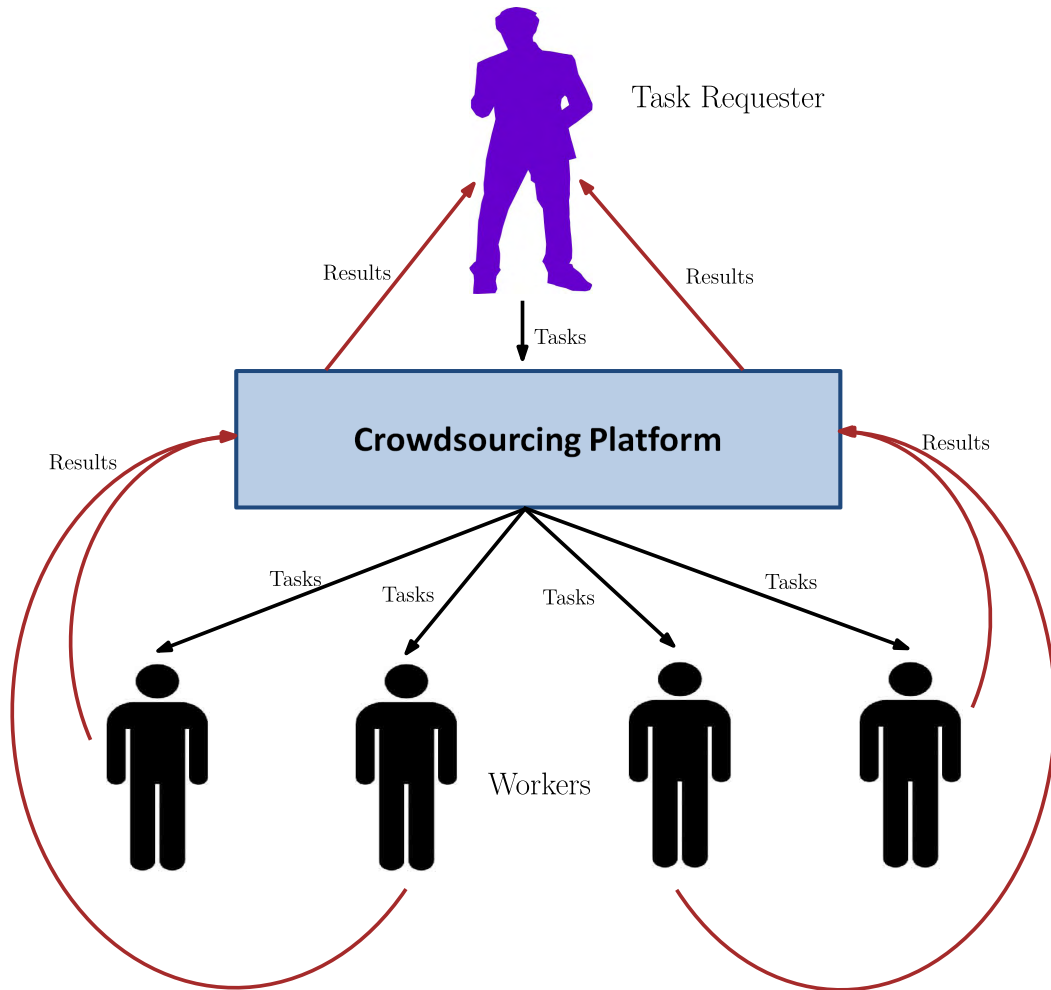 Task Requester
Results
Results
Tasks
Crowdsourcing Platform
Results
Results
Tasks
Tasks
Tasks
Tasks
Workers